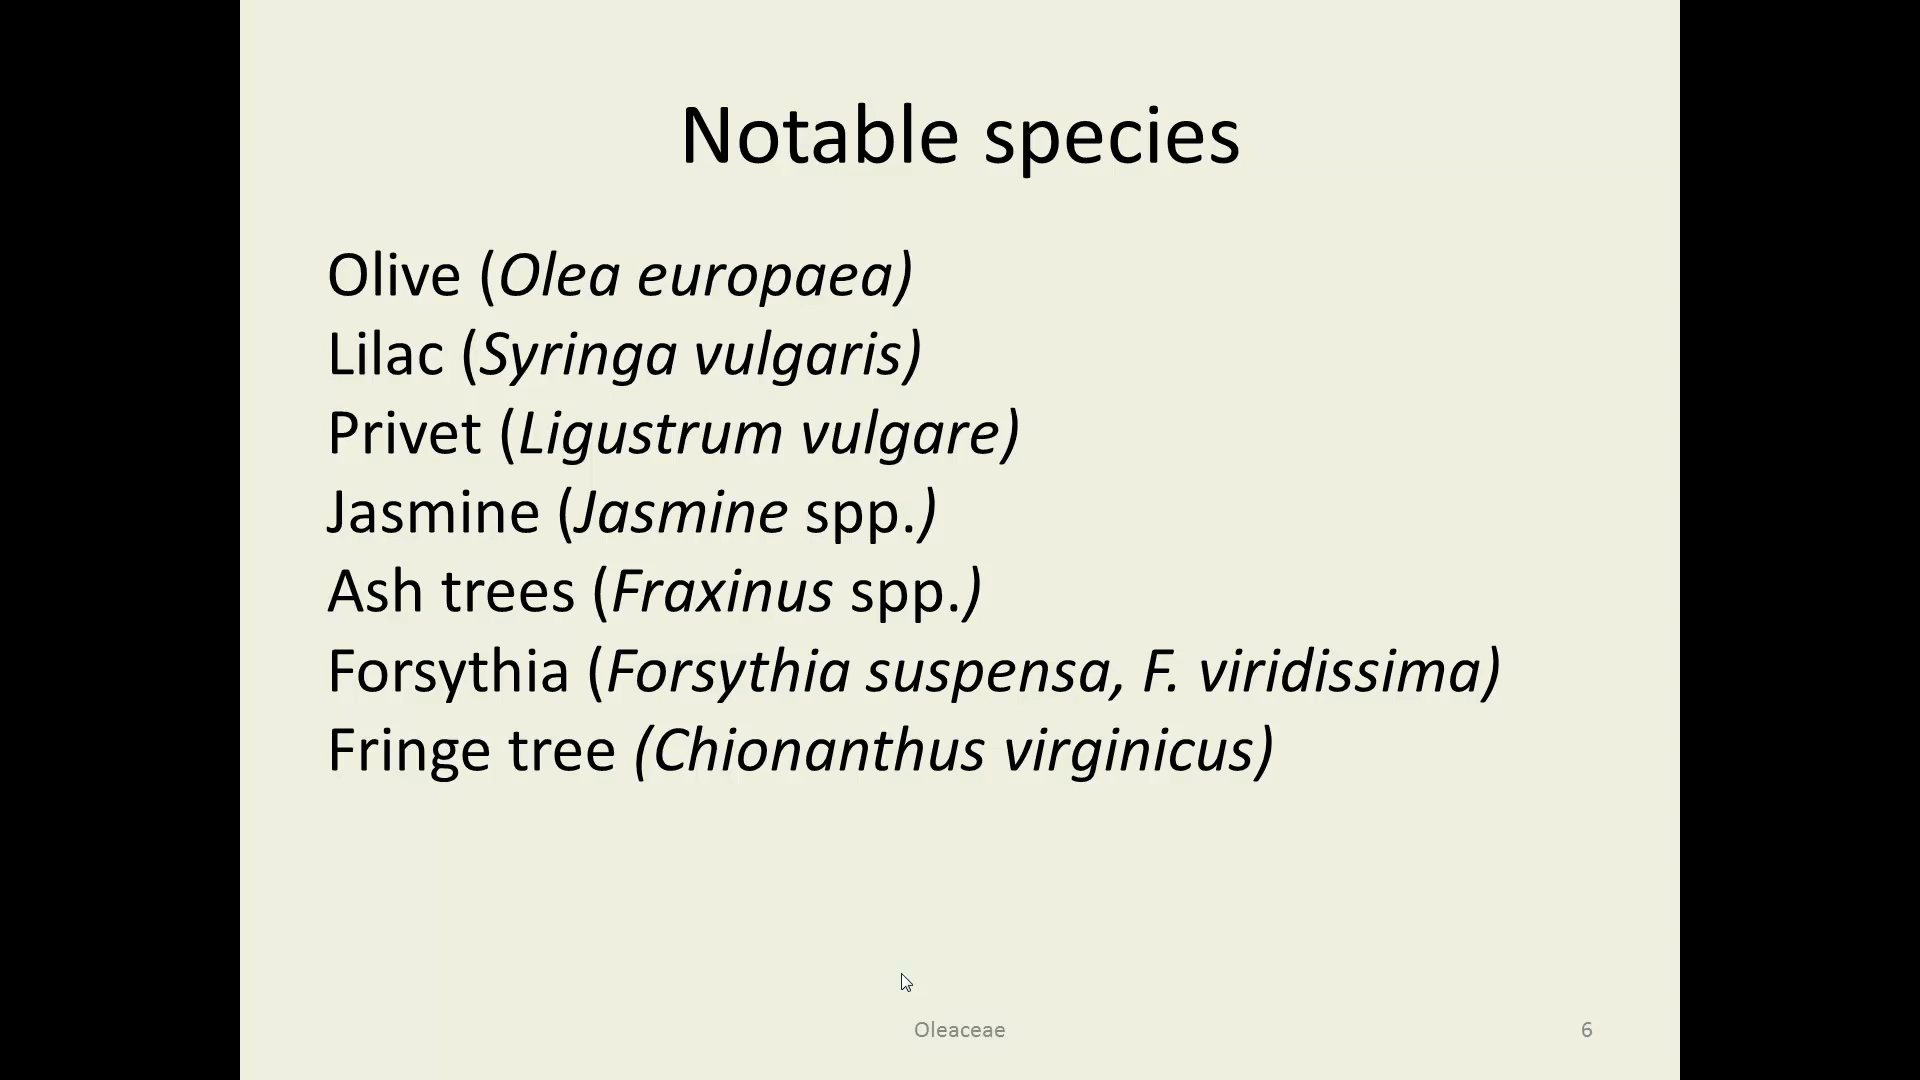 Notable species
Olive (Olea europaea)
Lilac (Syringa vulgaris)
Privet (Ligustrum vulgare)
Jasmine (Jasmine spp.)
Ash trees (Fraxinus spp.)
Forsythia (Forsythia suspensa, F. viridissima)
Fringe tree (Chionanthus virginicus)
Oleaceae
6